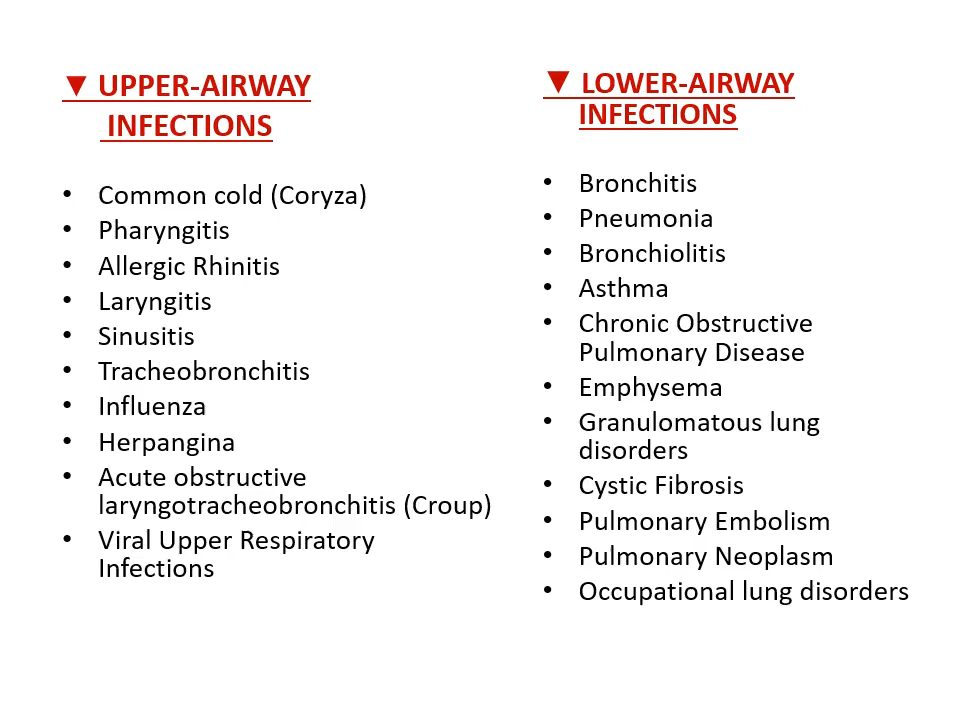 ▼ UPPER-AIRWAY
INFECTIONS
• Common cold (Coryza)
• Pharyngitis
• Allergic Rhinitis
• Laryngitis
• Sinusitis
• Tracheobronchitis
• Influenza
• Herpangina
• Acute obstructive
laryngotracheobronchitis (Croup)
• Viral Upper Respiratory
Infections
▼ LOWER-AIRWAY
INFECTIONS
• Bronchitis
• Pneumonia
• Bronchiolitis
• Asthma
• Chronic Obstructive
Pulmonary Disease
• Emphysema
• Granulomatous lung
disorders
• Cystic Fibrosis
• Pulmonary Embolism
• Pulmonary Neoplasm
• Occupational lung disorders